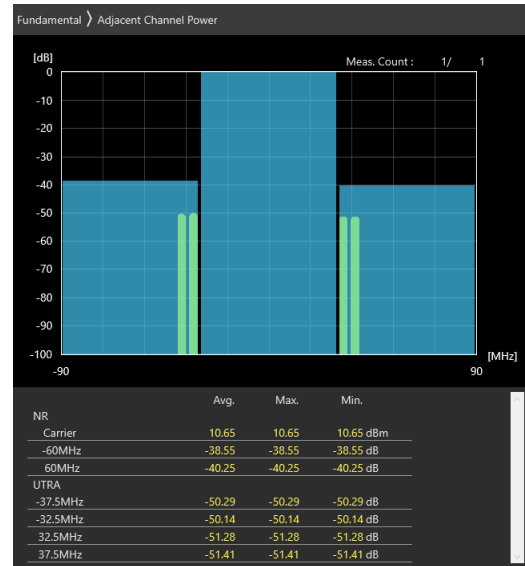 Fundamental 〉 Adjacent Channel Power
[dB]
Meas. Count : 1/ 1
0
-10
-20
-30
-40
-50
-60
-70
-80
-90
-100
[MHz]
-90 90
Avg. Max. Min.
NR
Carrier 10.65 10.65 10.65 dBm
-60MHz -38.55 -38.55 -38.55 dB
60MHz -40.25 -40.25 -40.25 dB
UTRA
-37.5MHz -50.29 -50.29 -50.29 dB
-32.5MHz -50.14 -50.14 -50.14 dB
32.5MHz -51.28 -51.28 -51.28 dB
37.5MHz -51.41 -51.41 -51.41 dB